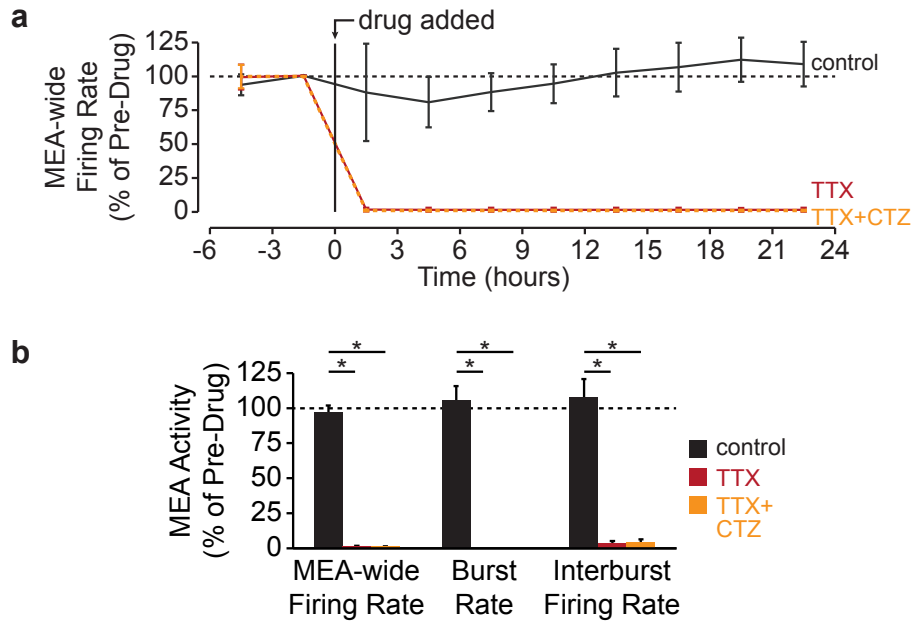 a
drug added
MEA-wide
Firing Rate
(% of Pre-Drug)
125
100
75
50
25
0
control
TTX
TTX+CTZ
-6 -3 0 3 6 9 12 15 18 21 24
Time (hours)
b
MEA Activity
(% of Pre-Drug)
125
100
75
50
25
0
* * * * * *
control
TTX
TTX+
CTZ
MEA-wide
Firing Rate
Burst
Rate
Interburst
Firing Rate